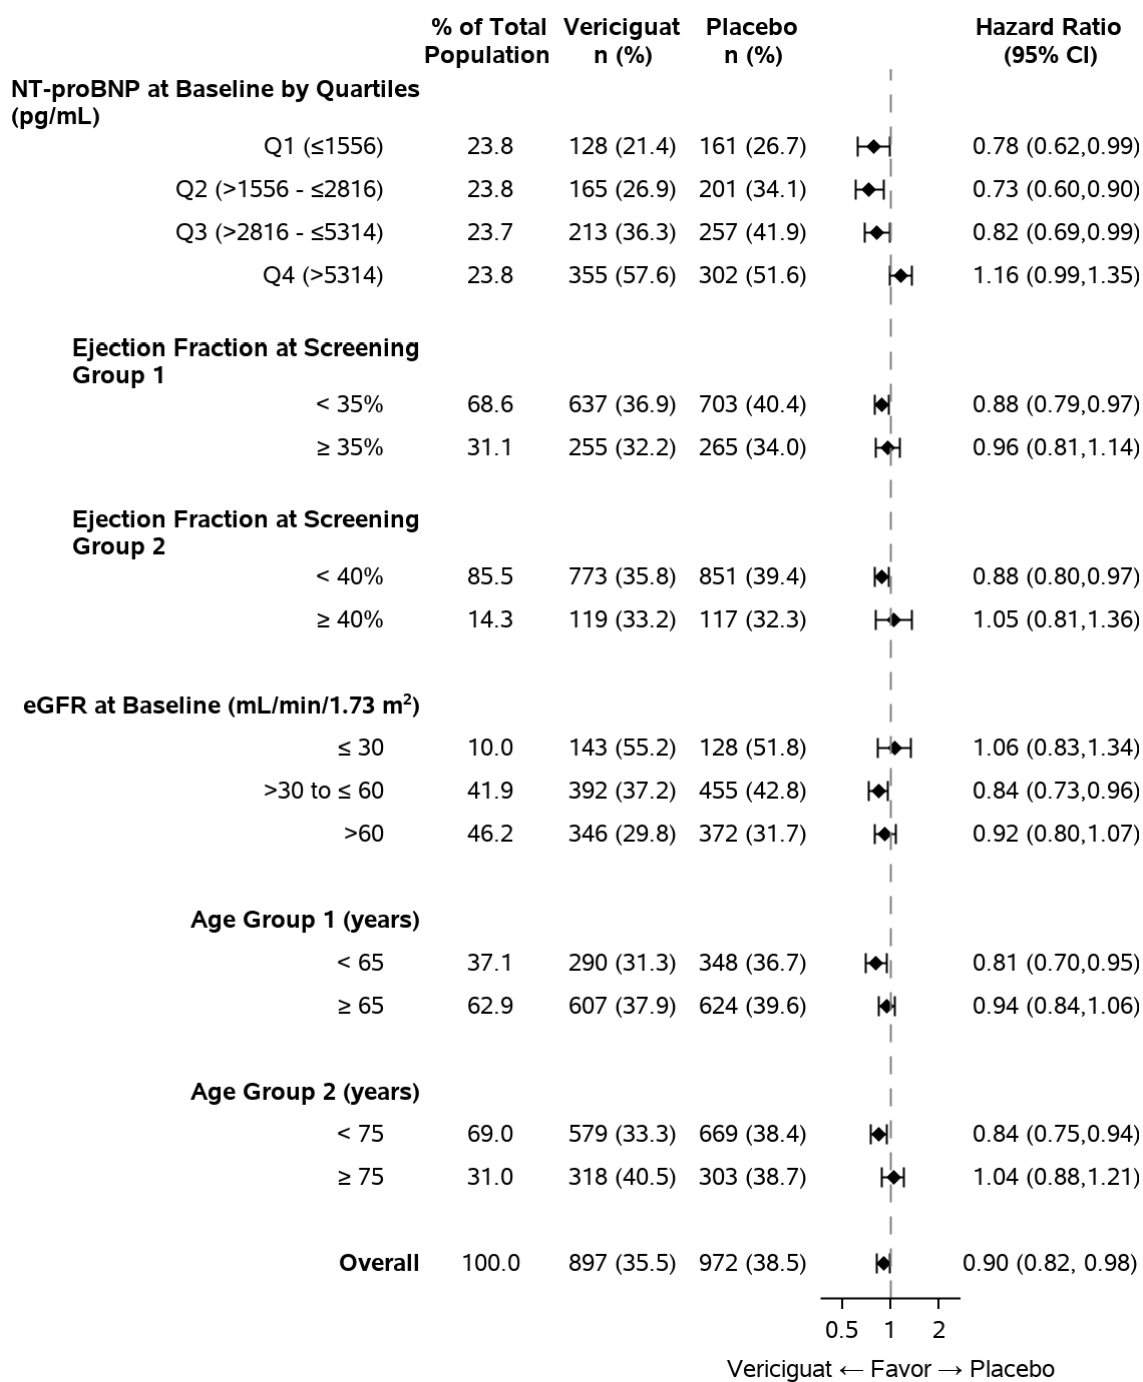 % of Total Vericiguat Placebo Hazard Ratio
Population n (%) n (%) (95% CI)
NT-proBNP at Baseline by Quartiles
(pg/mL)
Q1 (≤1556) 23.8 128 (21.4) 161 (26.7) 0.78 (0.62,0.99)
Q2 (>1556 - ≤2816) 23.8 165 (26.9) 201 (34.1) 0.73 (0.60,0.90)
Q3 (>2816 - ≤5314) 23.7 213 (36.3) 257 (41.9) 0.82 (0.69,0.99)
Q4 (>5314) 23.8 355 (57.6) 302 (51.6) 1.16 (0.99,1.35)
Ejection Fraction at Screening
Group 1
< 35% 68.6 637 (36.9) 703 (40.4) 0.88 (0.79,0.97)
≥ 35% 31.1 255 (32.2) 265 (34.0) 0.96 (0.81,1.14)
Ejection Fraction at Screening
Group 2
< 40% 85.5 773 (35.8) 851 (39.4) 0.88 (0.80,0.97)
≥ 40% 14.3 119 (33.2) 117 (32.3) 1.05 (0.81,1.36)
eGFR at Baseline (mL/min/1.73 m²)
≤ 30 10.0 143 (55.2) 128 (51.8) 1.06 (0.83,1.34)
>30 to ≤ 60 41.9 392 (37.2) 455 (42.8) 0.84 (0.73,0.96)
>60 46.2 346 (29.8) 372 (31.7) 0.92 (0.80,1.07)
Age Group 1 (years)
< 65 37.1 290 (31.3) 348 (36.7) 0.81 (0.70,0.95)
≥ 65 62.9 607 (37.9) 624 (39.6) 0.94 (0.84,1.06)
Age Group 2 (years)
< 75 69.0 579 (33.3) 669 (38.4) 0.84 (0.75,0.94)
≥ 75 31.0 318 (40.5) 303 (38.7) 1.04 (0.88,1.21)
Overall 100.0 897 (35.5) 972 (38.5) 0.90 (0.82, 0.98)
0.5 1 2
Vericiguat ← Favor → Placebo